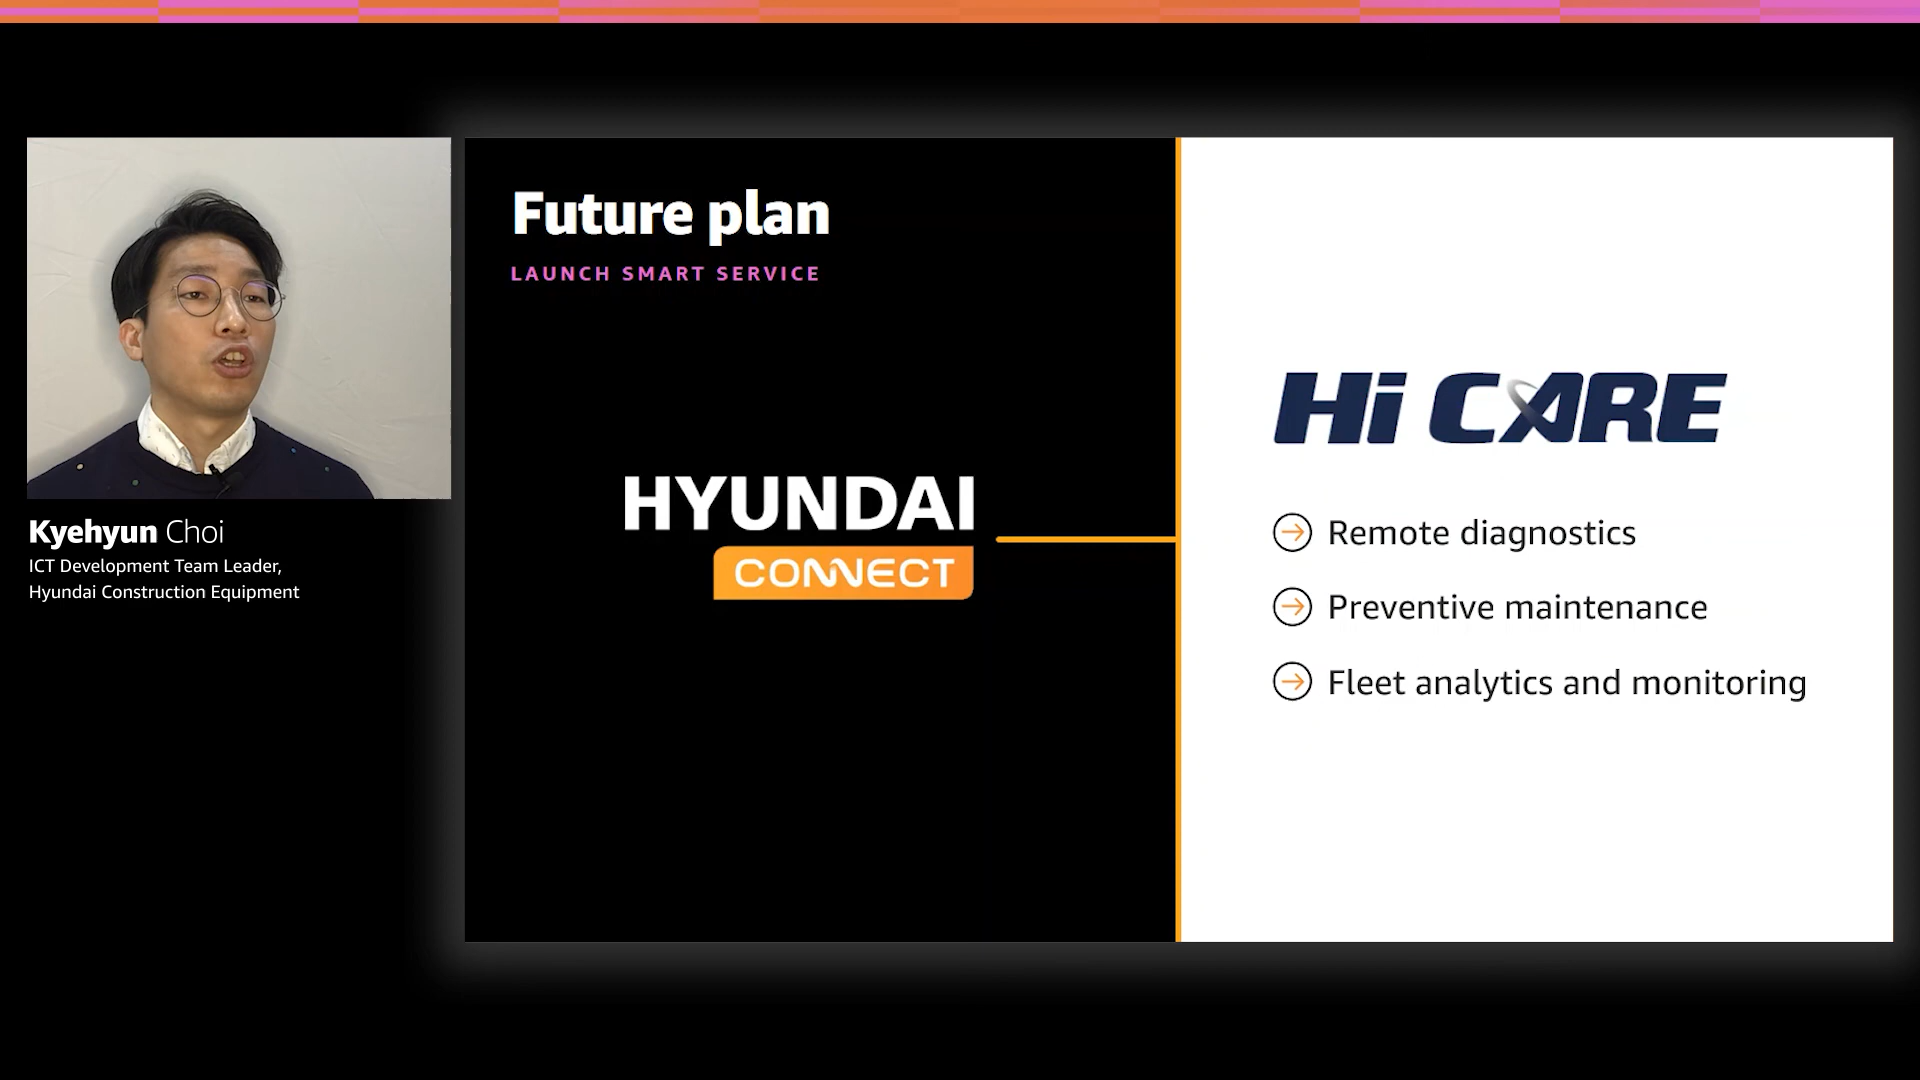 Future plan
LAUNCH SMART SERVICE
HYUNDAI
CONNECT
Hi CARE
Remote diagnostics
Preventive maintenance
Fleet analytics and monitoring
Kyehyun Choi
ICT Development Team Leader,
Hyundai Construction Equipment